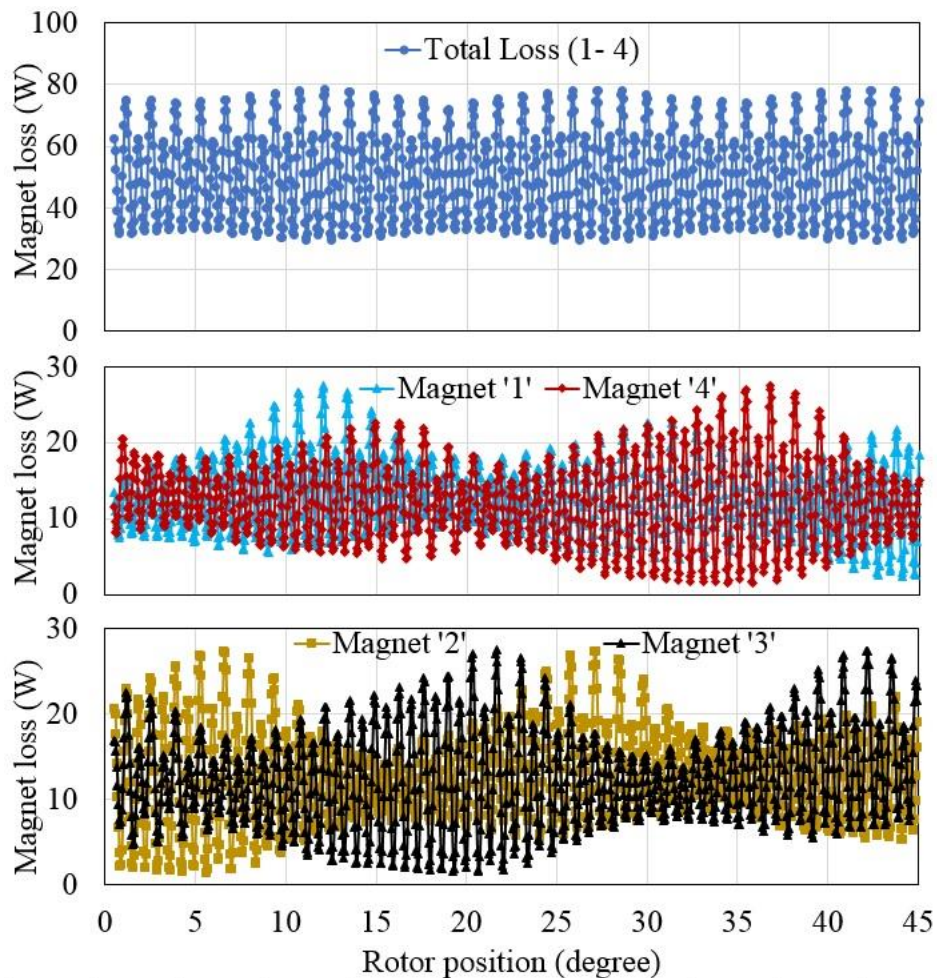 Magnet loss (W)
100
80
60
40
20
0
Total Loss (1- 4)
Magnet loss (W)
30
20
10
0
Magnet '1'
Magnet '4'
Magnet loss (W)
30
20
10
0
Magnet '2'
Magnet '3'
0 5 10 15 20 25 30 35 40 45
Rotor position (degree)